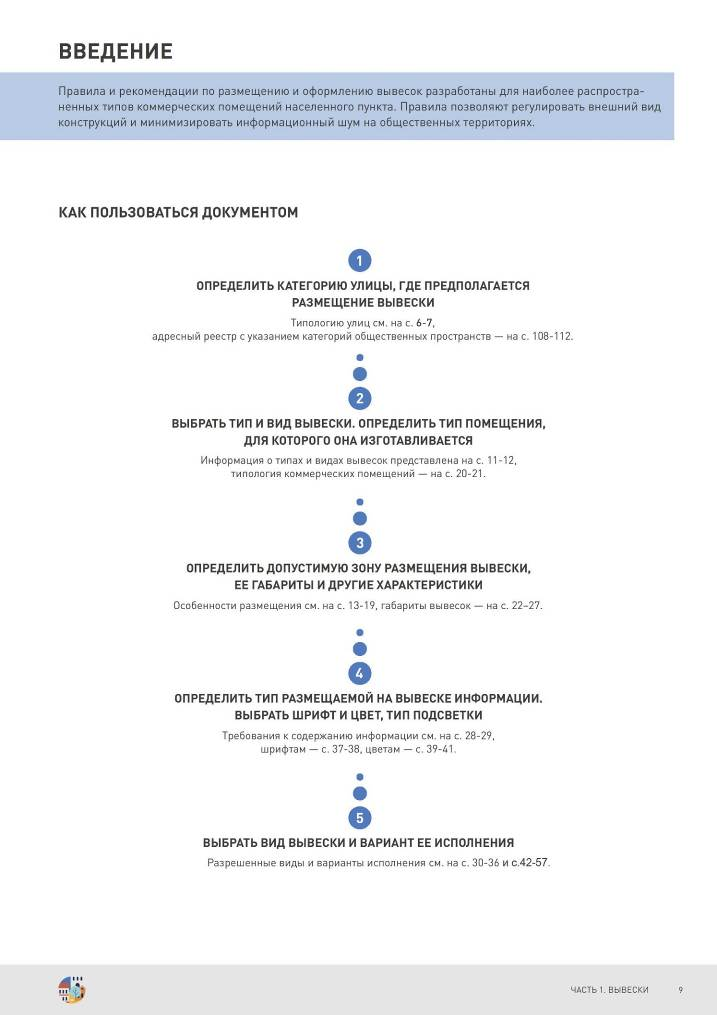 ВВЕДЕНИЕ
Правила и рекомендации по размещению и оформлению вывесок разработаны для наиболее распростра-
ненных типов коммерческих помещений населенного пункта. Правила позволяют регулировать внешний вид
конструкций и минимизировать информационный шум на общественных территориях.
КАК ПОЛЬЗОВАТЬСЯ ДОКУМЕНТОМ
1
ОПРЕДЕЛИТЬ КАТЕГОРИЮ УЛИЦЫ, ГДЕ ПРЕДПОЛАГАЕТСЯ
РАЗМЕЩЕНИЕ ВЫВЕСКИ
Типологию улиц см. на с. 6-7,
адресный реестр с указанием категорий общественных пространств — на с. 108-112.
2
ВЫБРАТЬ ТИП И ВИД ВЫВЕСКИ. ОПРЕДЕЛИТЬ ТИП ПОМЕЩЕНИЯ,
ДЛЯ КОТОРОГО ОНА ИЗГОТАВЛИВАЕТСЯ
Информация о типах и видах вывесок представлена на с. 11-12,
типология коммерческих помещений — на с. 20-21.
3
ОПРЕДЕЛИТЬ ДОПУСТИМУЮ ЗОНУ РАЗМЕЩЕНИЯ ВЫВЕСКИ,
ЕЕ ГАБАРИТЫ И ДРУГИЕ ХАРАКТЕРИСТИКИ
Особенности размещения см. на с. 13-19, габариты вывесок — на с. 22–27.
4
ОПРЕДЕЛИТЬ ТИП РАЗМЕЩАЕМОЙ НА ВЫВЕСКЕ ИНФОРМАЦИИ.
ВЫБРАТЬ ШРИФТ И ЦВЕТ, ТИП ПОДСВЕТКИ
Требования к содержанию информации см. на с. 28-29,
шрифтам — с. 37-38, цветам — с. 39-41.
5
ВЫБРАТЬ ВИД ВЫВЕСКИ И ВАРИАНТ ЕЕ ИСПОЛНЕНИЯ
Разрешенные виды и варианты исполнения см. на с. 30-36 и с.42-57.
ЧАСТЬ 1. ВЫВЕСКИ 9